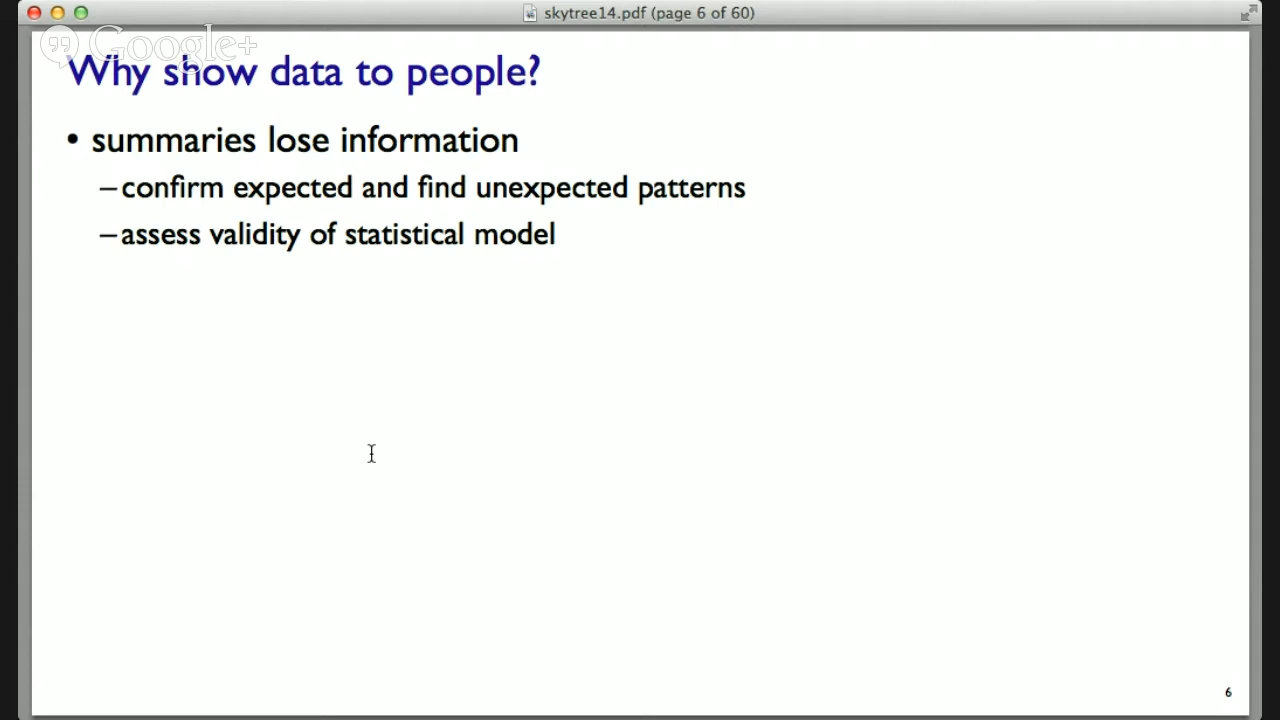 skytree14.pdf (page 6 of 60)
Google+
Why show data to people?
• summaries lose information
–confirm expected and find unexpected patterns
–assess validity of statistical model
6